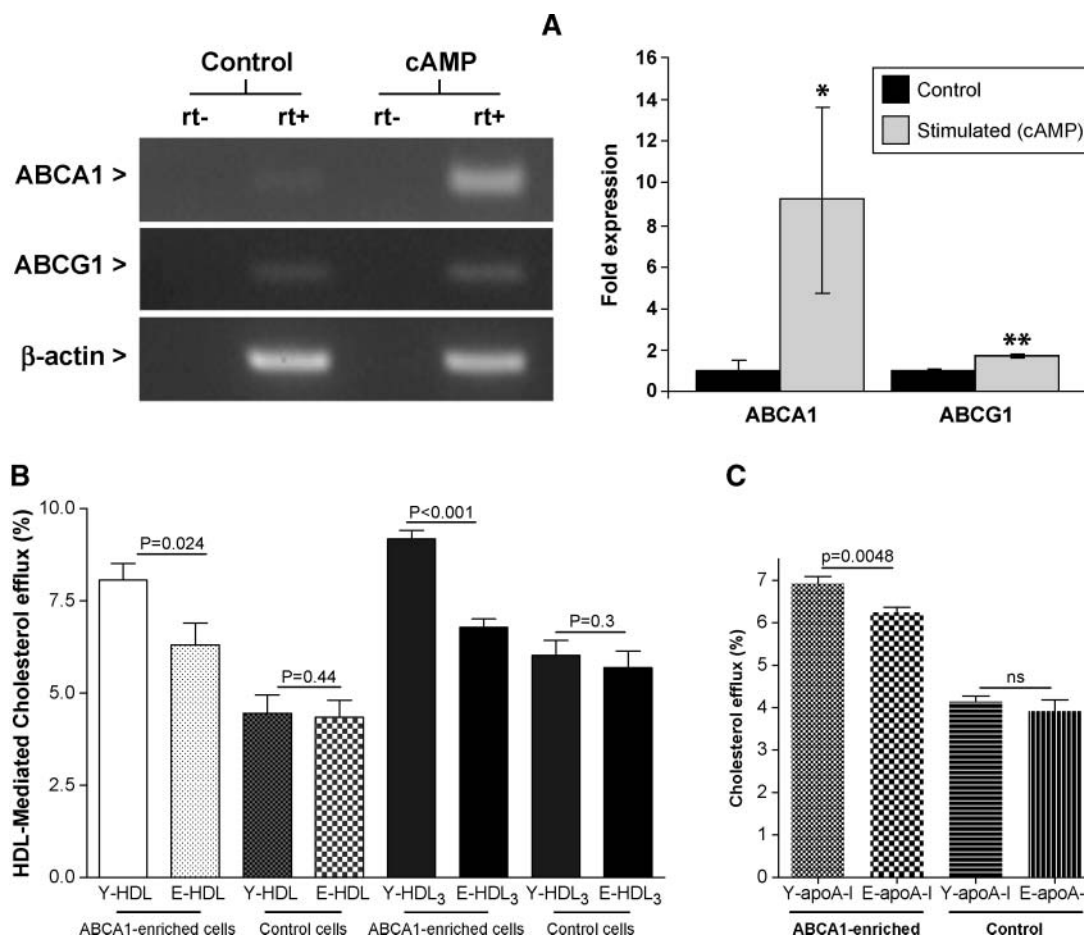 A
Control cAMP
rt- rt+ rt- rt+
ABCA1 >
ABCG1 >
β-actin >
Fold expression
16
14
12
10
8
6
4
2
0
*
**
Control
Stimulated (cAMP)
ABCA1 ABCG1
B
HDL-Mediated Cholesterol efflux (%)
10.0
7.5
5.0
2.5
0.0
P=0.024
P=0.44
P<0.001
P=0.3
Y-HDL E-HDL Y-HDL E-HDL Y-HDL₃ E-HDL₃ Y-HDL₃ E-HDL₃
ABCA1-enriched cells Control cells ABCA1-enriched cells Control cells
C
Cholesterol efflux (%)
7
6
5
4
3
2
1
0
p=0.0048
ns
Y-apoA-I E-apoA-I Y-apoA-I E-apoA-
ABCA1-enriched Control